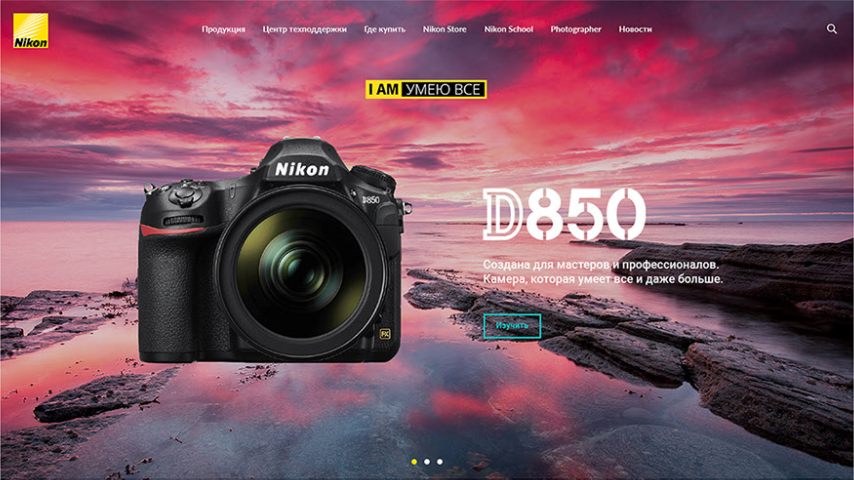 Nikon
Продукция Центр техподдержки Где купить Nikon Store Nikon School Photographer Новости
I AM УМЕЮ ВСЕ
Nikon
D850
D850
Создана для мастеров и профессионалов.
Камера, которая умеет все и даже больше.
FX
Изучить